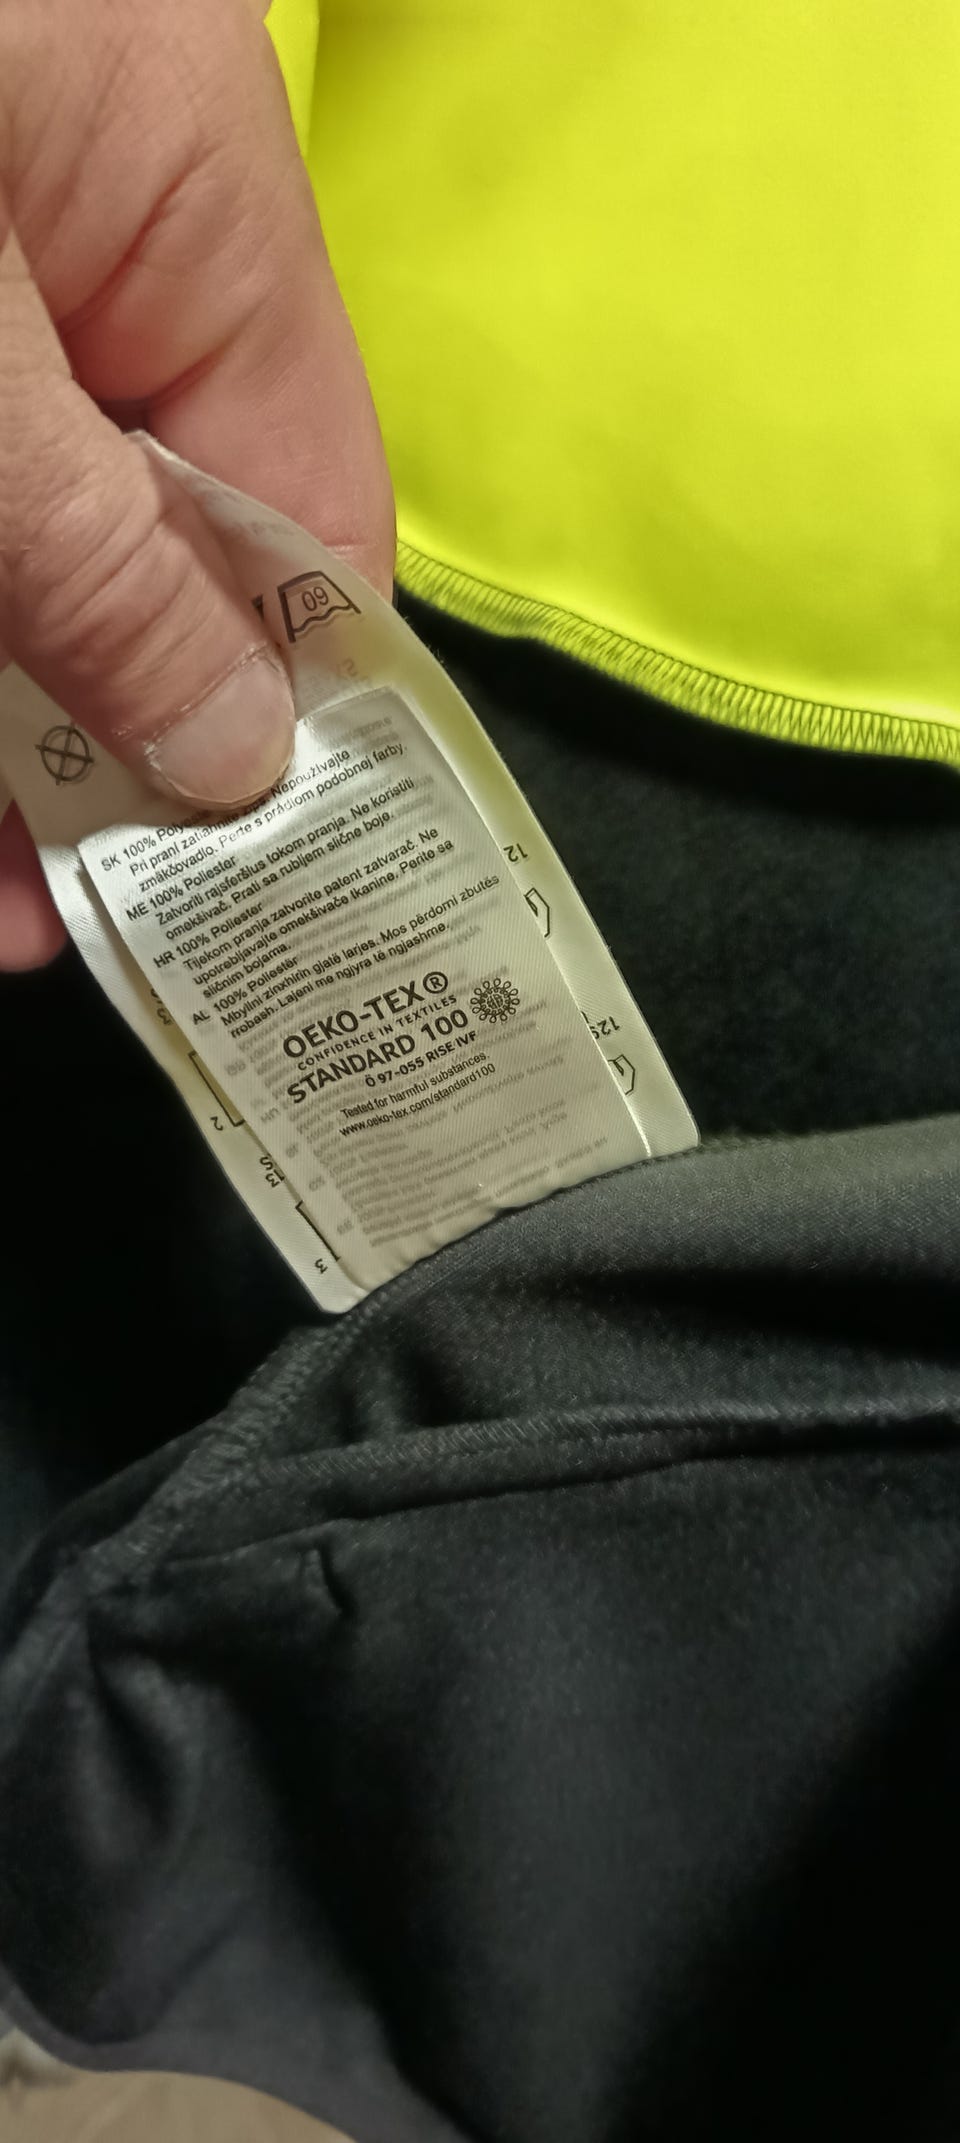 60
SK 100% Polyester
Pri praní zatiahnite zips. Nepoužívajte
zmäkčovadlo. Perte s prádlom podobnej farby.
ME 100% Poliester
Zatvoriti rajsferšlus tokom pranja. Ne koristiti
omekšivač. Prati sa rubljem slične boje.
HR 100% Poliester
Tijekom pranja zatvorite patent zatvarač. Ne
upotrebljavajte omekšivače tkanine. Perite sa
sličnim bojama.
AL 100% Poliestër
Mbyllni zinxhirin gjatë larjes. Mos përdorni zbutës
rrobash. Lajeni me ngjyra të ngjashme.
OEKO-TEX®
CONFIDENCE IN TEXTILES
STANDARD 100
Ö 97-055 RISE IVF
Tested for harmful substances.
www.oeko-tex.com/standard100
12
129
2
3